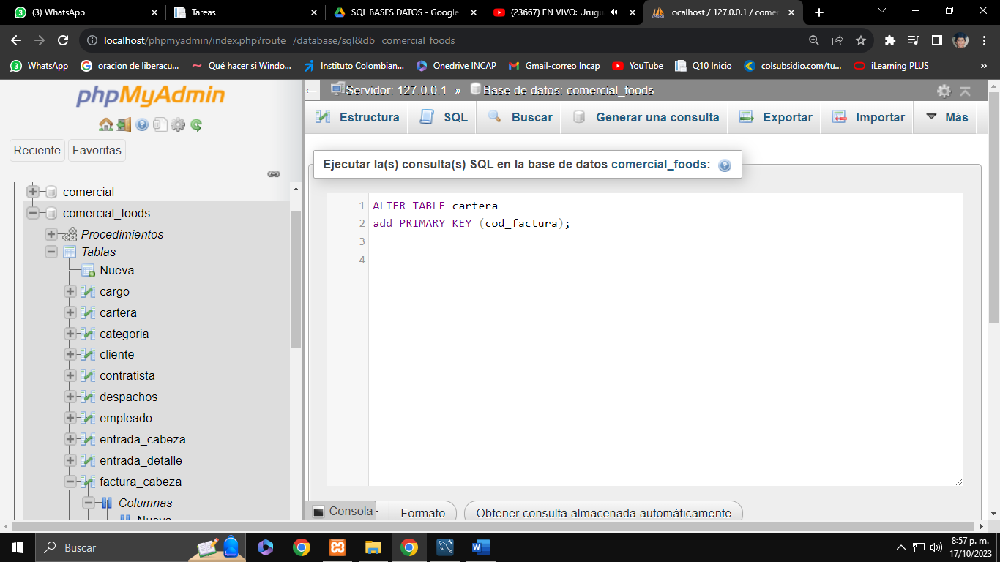 (3) WhatsApp
Tareas
SQL BASES DATOS - Google
(23667) EN VIVO: Urugu
localhost / 127.0.0.1 / come
localhost/phpmyadmin/index.php?route=/database/sql&db=comercial_foods
WhatsApp
oracion de liberacu...
Qué hacer si Windo...
Instituto Colombian...
Onedrive INCAP
Gmail-correo Incap
YouTube
Q10 Inicio
colsubsidio.com/tu...
iLearning PLUS
»
phpMyAdmin
Reciente
Favoritas
comercial
comercial_foods
Procedimientos
Tablas
Nueva
cargo
cartera
categoria
cliente
contratista
despachos
empleado
entrada_cabeza
entrada_detalle
factura_cabeza
Columnas
Nueva
Servidor: 127.0.0.1 » Base de datos: comercial_foods
Estructura
SQL
Buscar
Generar una consulta
Exportar
Importar
Más
Ejecutar la(s) consulta(s) SQL en la base de datos comercial_foods:
1 ALTER TABLE cartera
2 add PRIMARY KEY (cod_factura);
3
4
Consola
Formato
Obtener consulta almacenada automáticamente
Buscar
8:57 p. m.
17/10/2023